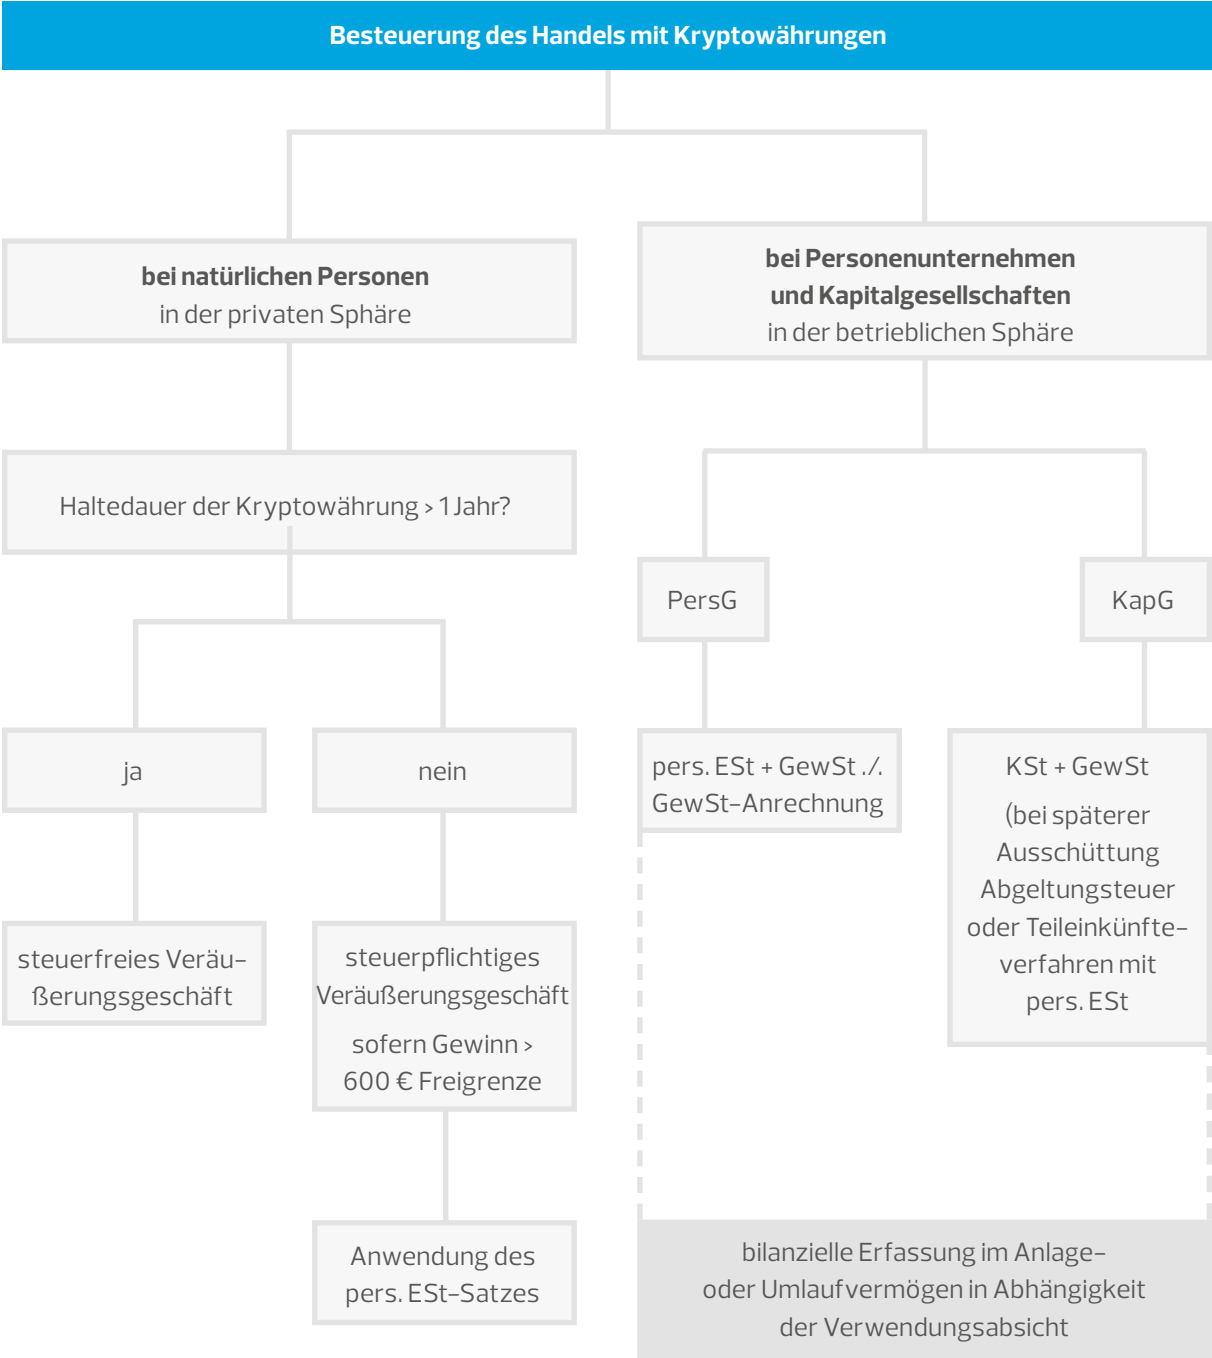 Besteuerung des Handels mit Kryptowährungen
bei natürlichen Personen
in der privaten Sphäre
bei Personenunternehmen
und Kapitalgesellschaften
in der betrieblichen Sphäre
Haltedauer der Kryptowährung > 1 Jahr?
PersG
KapG
ja
nein
pers. ESt + GewSt ./.
GewSt-Anrechnung
KSt + GewSt
(bei späterer
Ausschüttung
Abgeltungsteuer
oder Teileinkünfte-
verfahren mit
pers. ESt
steuerfreies Veräu-
ßerungsgeschäft
steuerpflichtiges
Veräußerungsgeschäft
sofern Gewinn >
600 € Freigrenze
Anwendung des
pers. ESt-Satzes
bilanzielle Erfassung im Anlage-
oder Umlaufvermögen in Abhängigkeit
der Verwendungsabsicht